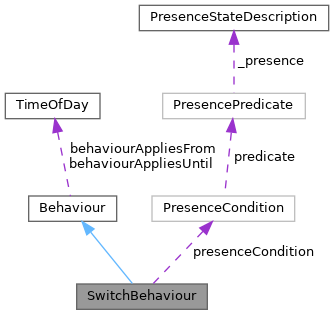 PresenceStateDescription
_presence
TimeOfDay
PresencePredicate
behaviourAppliesFrom
behaviourAppliesUntil
predicate
Behaviour
PresenceCondition
presenceCondition
SwitchBehaviour